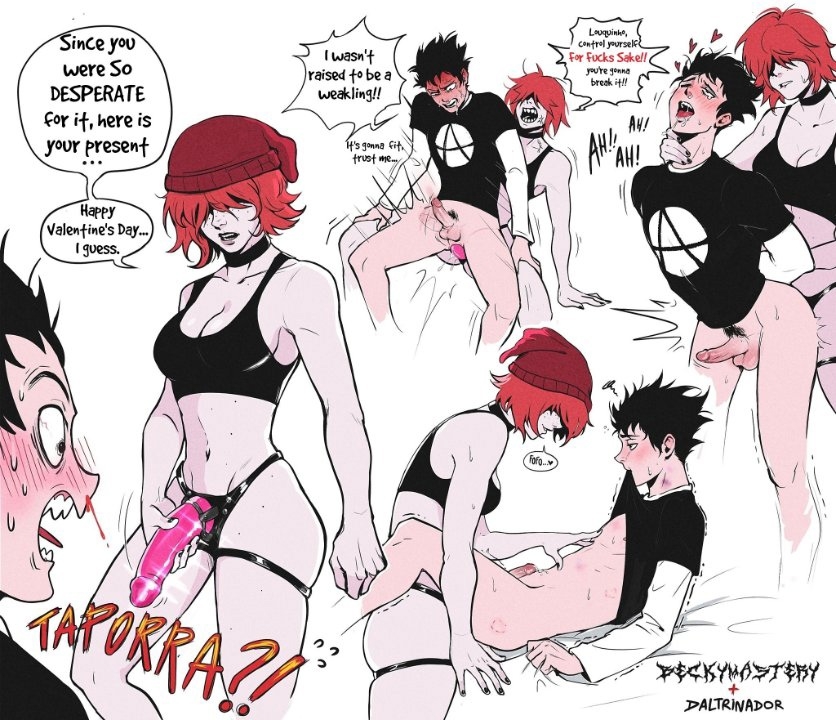 Since you
were So
DESPERATE
for it, here is
your present
...
Happy
Valentine's Day...
I guess.
I wasn't
raised to be a
weakling!!
It's gonna fit,
trust me...
Louquinho,
control yourself
for fucks Sake!!
you're gonna
break it!!
AH!!
AH!
AH!
TAPORRA?!
Fofo...♥
BECKYMASTERY
+
DALTRINADOR